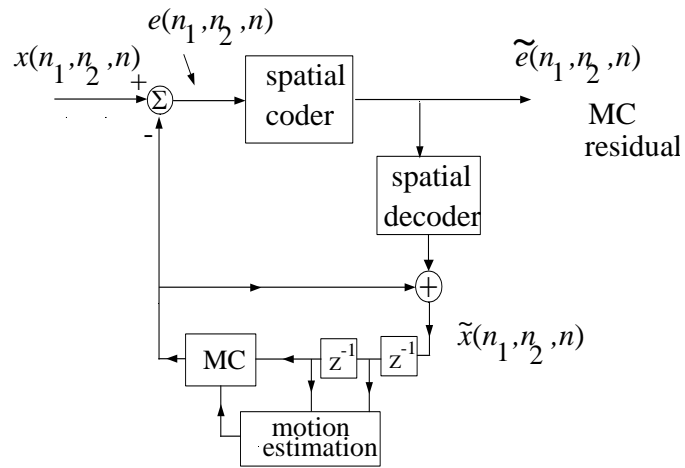 e(n₁,n₂,n)
x(n₁,n₂,n)
+
Σ
-
spatial
coder
ẽ(n₁,n₂,n)
MC
residual
spatial
decoder
+
x̃(n₁,n₂,n)
MC
z⁻¹
z⁻¹
motion
estimation